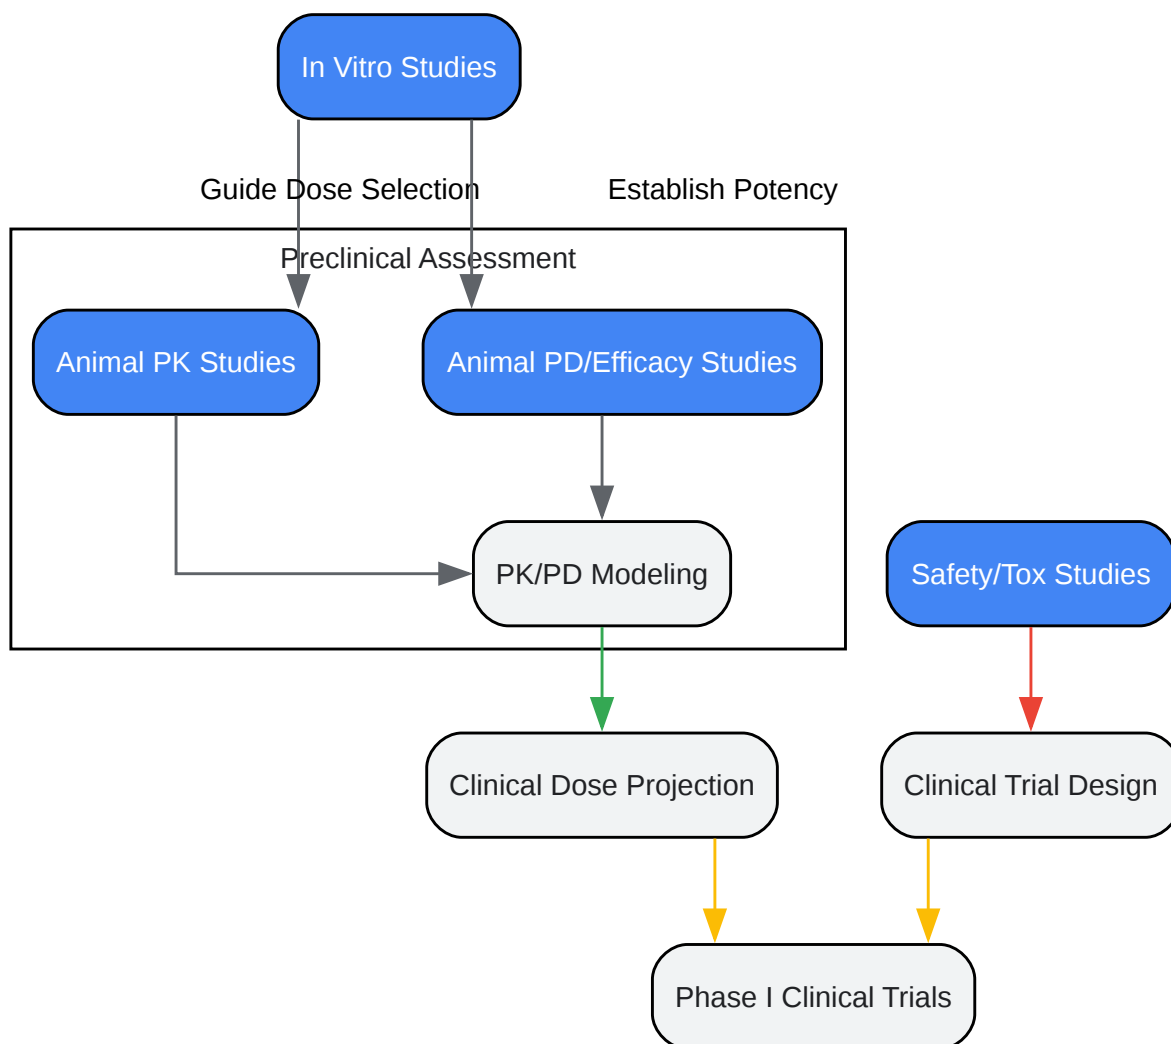 In Vitro Studies
Guide Dose Selection
Establish Potency
Preclinical Assessment
Animal PK Studies
Animal PD/Efficacy Studies
PK/PD Modeling
Safety/Tox Studies
Clinical Dose Projection
Clinical Trial Design
Phase I Clinical Trials